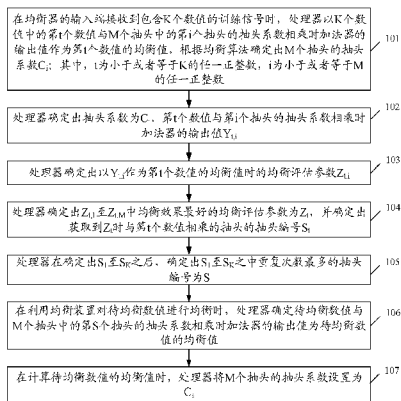 在均衡器的输入端接收到包含K个数值的训练信号时，处理器以K个数
值中的第t个数值与M个抽头中的第i个抽头的抽头系数相乘时加法器的
输出值作为第t个数值的均衡值，根据均衡算法确定出M个抽头的抽头
系数Ci；其中，t为小于或者等于K的任一正整数，i为小于或者等于M
的任一正整数
101
处理器确定出抽头系数为Ci、第t个数值与第i个抽头的抽头系数相乘时
加法器的输出值Yt,i
102
处理器确定出以Yt,i作为第t个数值的均衡值时的均衡评估参数Zt,i
103
处理器确定出Zt,1至Zt,M中均衡效果最好的均衡评估参数为Zt，并确定出
获取到Zt时与第t个数值相乘的抽头的抽头编号St
104
处理器在确定出S1至SK之后，确定出S1至SK之中重复次数最多的抽头
编号为S
105
在利用均衡装置对待均衡数值进行均衡时，处理器确定待均衡数值与
M个抽头中的第S个抽头的抽头系数相乘时加法器的输出值为待均衡数
值的均衡值
106
在计算待均衡数值的均衡值时，处理器将M个抽头的抽头系数设置为
Ci
107